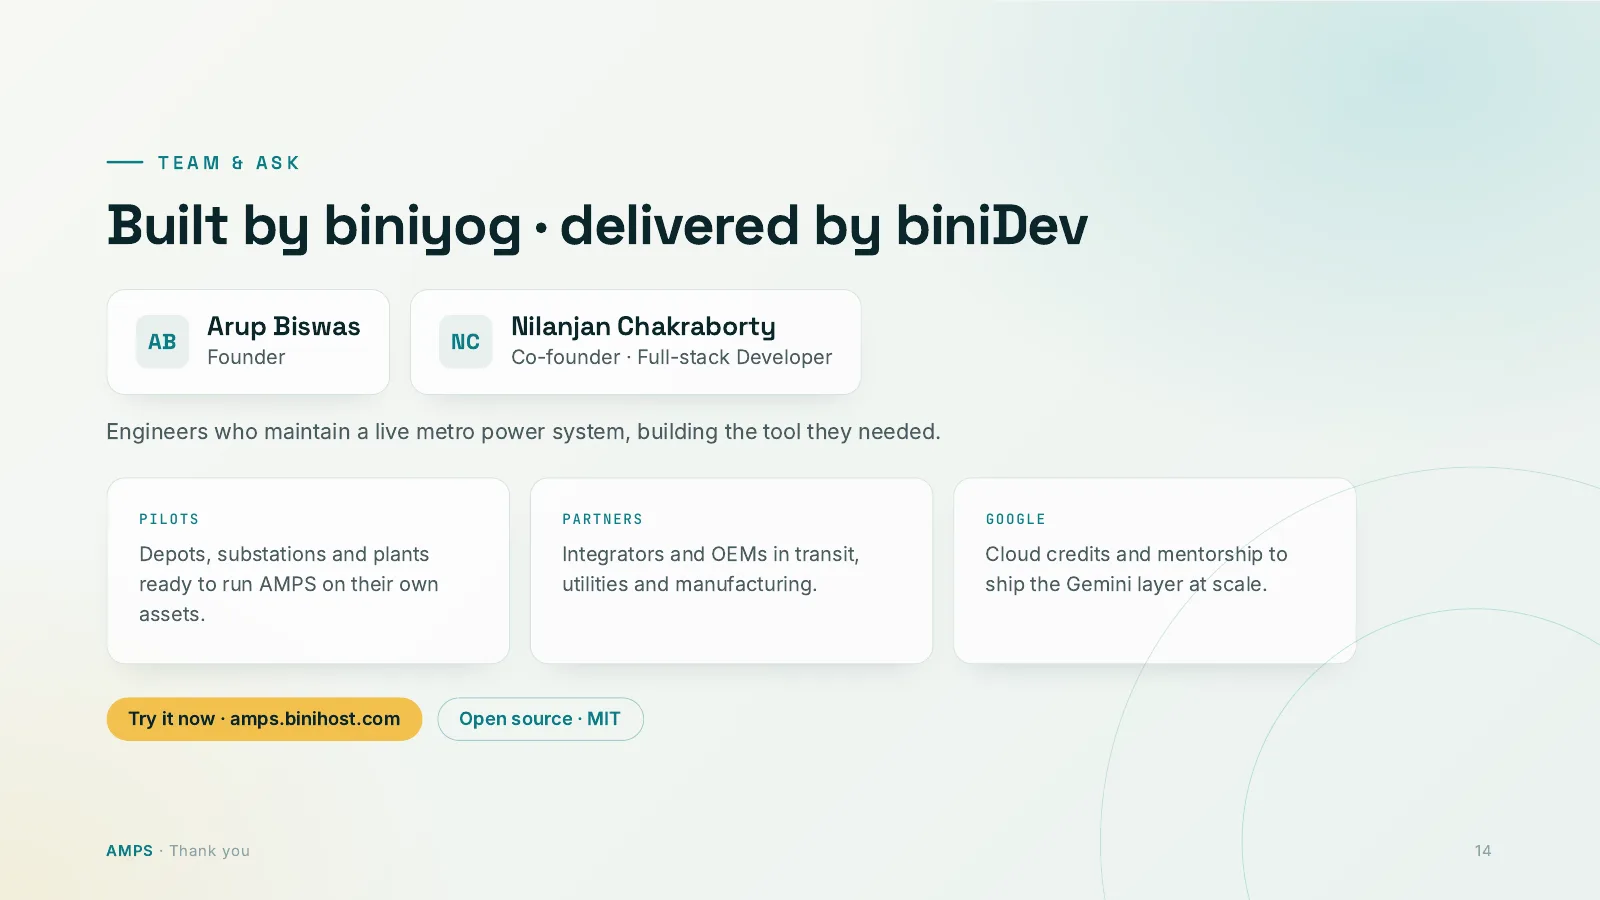 TEAM & ASK
Built by biniyog · delivered by biniDev
AB
Arup Biswas
Founder
NC
Nilanjan Chakraborty
Co-founder · Full-stack Developer
Engineers who maintain a live metro power system, building the tool they needed.
PILOTS
Depots, substations and plants
ready to run AMPS on their own
assets.
PARTNERS
Integrators and OEMs in transit,
utilities and manufacturing.
GOOGLE
Cloud credits and mentorship to
ship the Gemini layer at scale.
Try it now · amps.binihost.com
Open source · MIT
AMPS · Thank you
14